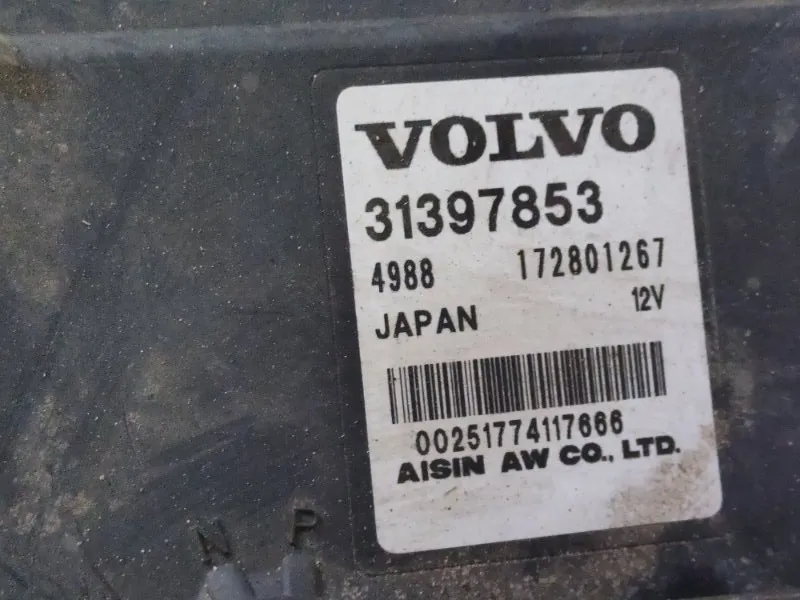 VOLVO
31397853
4988 172801267
JAPAN 12V
00251774117666
AISIN AW CO., LTD.
N P